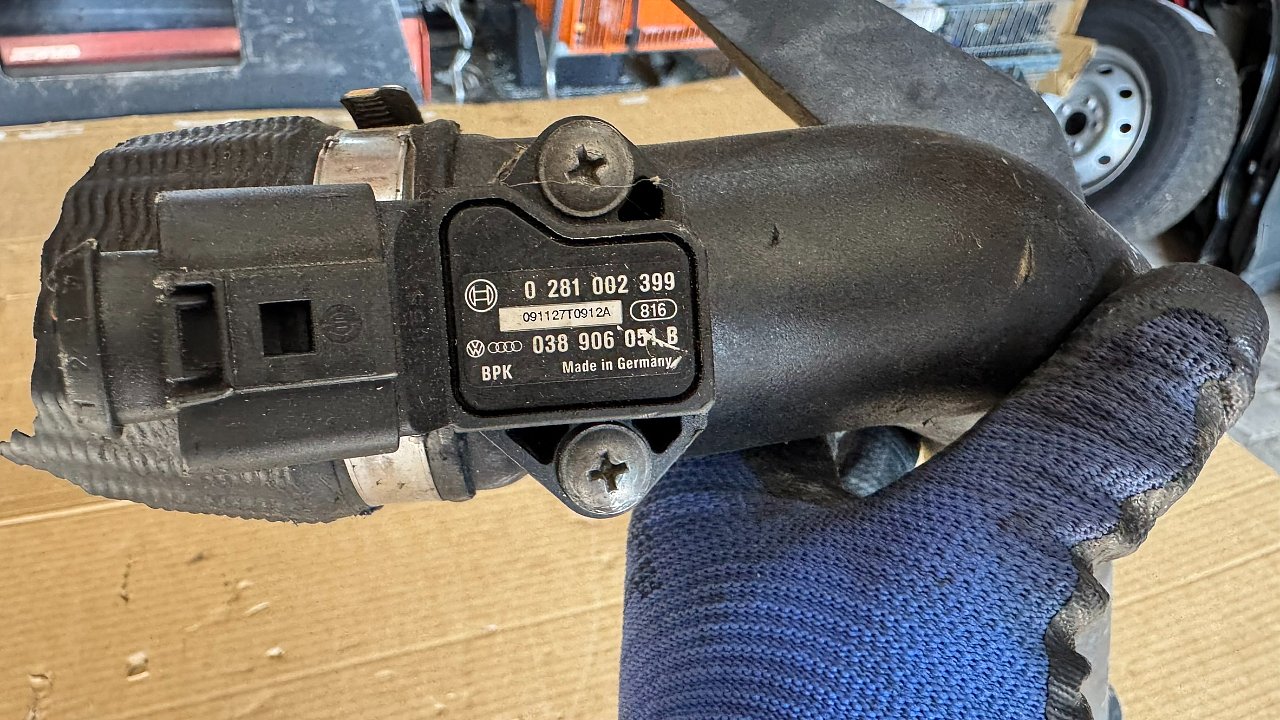 0 281 002 399
091127T0912A 816
038 906 051 B
BPK Made in Germany